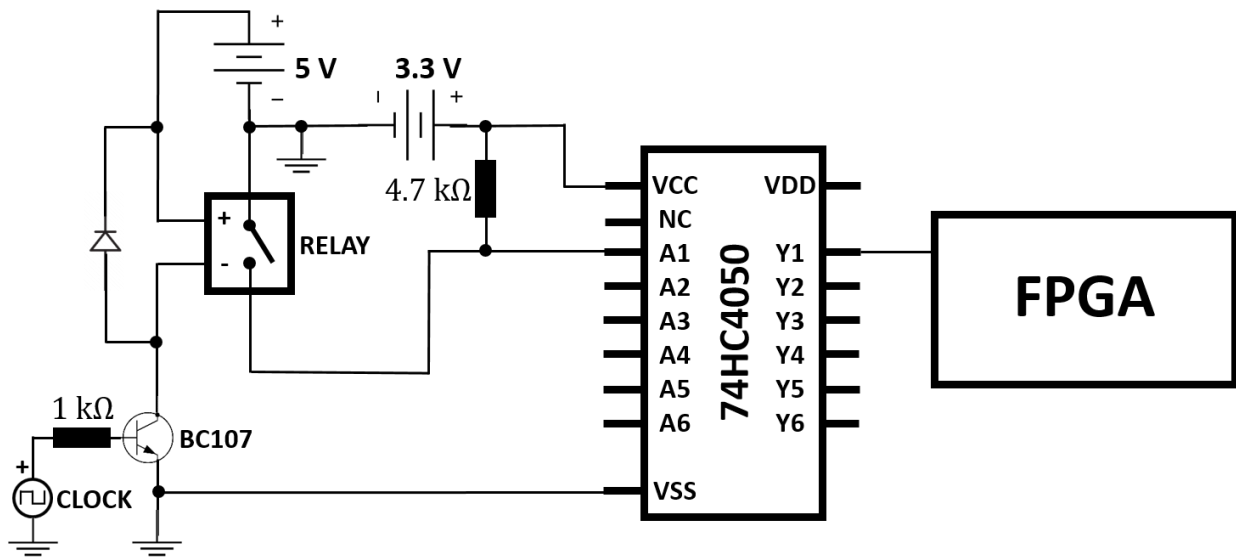 +
5 V
−
3.3 V
+
4.7 kΩ
+
-
RELAY
1 kΩ
BC107
+
CLOCK
74HC4050
VCC
NC
A1
A2
A3
A4
A5
A6
VSS
VDD
Y1
Y2
Y3
Y4
Y5
Y6
FPGA